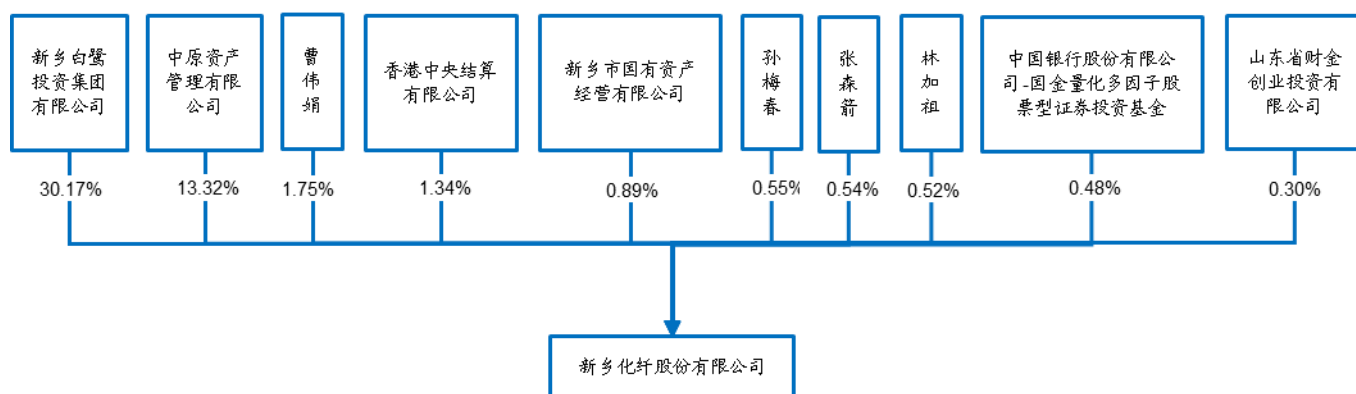 新乡白鹭
投资集团
有限公司
中原资产
管理有限
公司
曹
伟
娟
香港中央结算
有限公司
新乡市国有资产
经营有限公司
孙
梅
春
张
森
箭
林
加
祖
中国银行股份有限公
司-国金量化多因子股
票型证券投资基金
山东省财金
创业投资有
限公司
30.17%
13.32%
1.75%
1.34%
0.89%
0.55%
0.54%
0.52%
0.48%
0.30%
新乡化纤股份有限公司